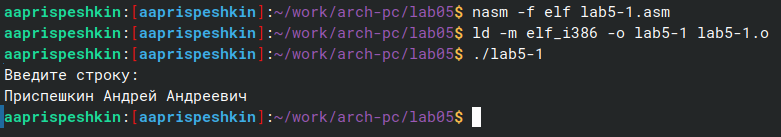 aaprispeshkin:[aaprispeshkin]:~/work/arch-pc/lab05$ nasm -f elf lab5-1.asm
aaprispeshkin:[aaprispeshkin]:~/work/arch-pc/lab05$ ld -m elf_i386 -o lab5-1 lab5-1.o
aaprispeshkin:[aaprispeshkin]:~/work/arch-pc/lab05$ ./lab5-1
Введите строку:
Приспешкин Андрей Андреевич
aaprispeshkin:[aaprispeshkin]:~/work/arch-pc/lab05$